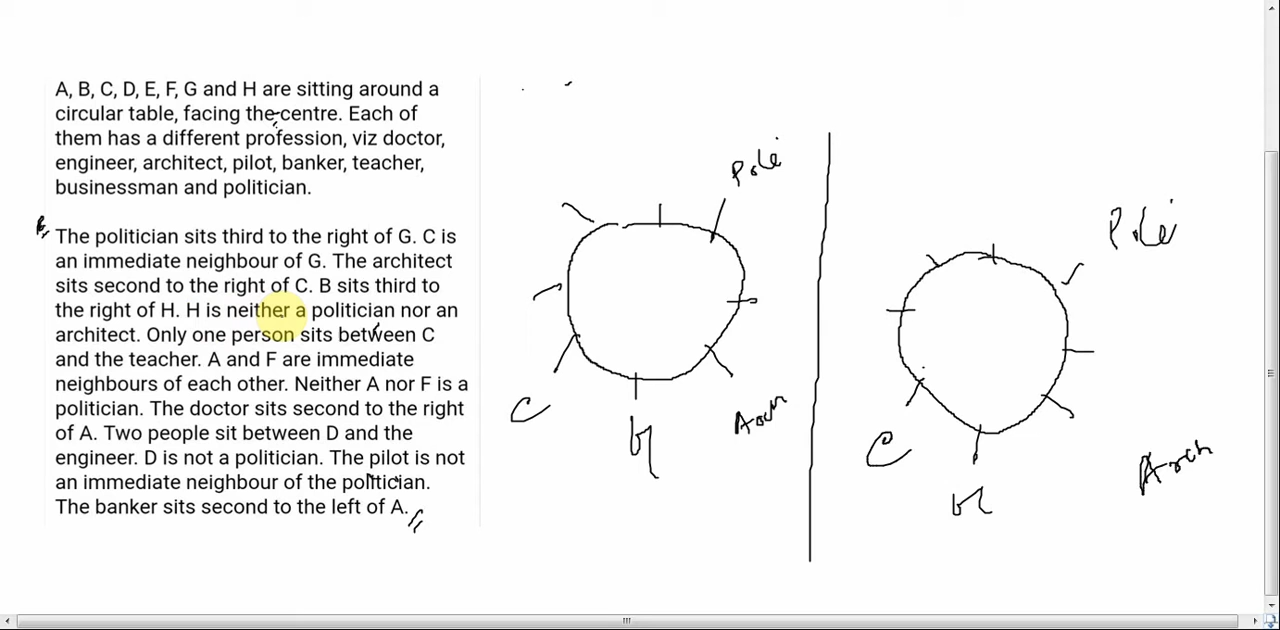 A, B, C, D, E, F, G and H are sitting around a
circular table, facing the centre. Each of
them has a different profession, viz doctor,
engineer, architect, pilot, banker, teacher,
businessman and politician.
The politician sits third to the right of G. C is
an immediate neighbour of G. The architect
sits second to the right of C. B sits third to
the right of H. H is neither a politician nor an
architect. Only one person sits between C
and the teacher. A and F are immediate
neighbours of each other. Neither A nor F is a
politician. The doctor sits second to the right
of A. Two people sit between D and the
engineer. D is not a politician. The pilot is not
an immediate neighbour of the politician.
The banker sits second to the left of A.
Poli
C
G
Arch
Poli
C
G
Arch